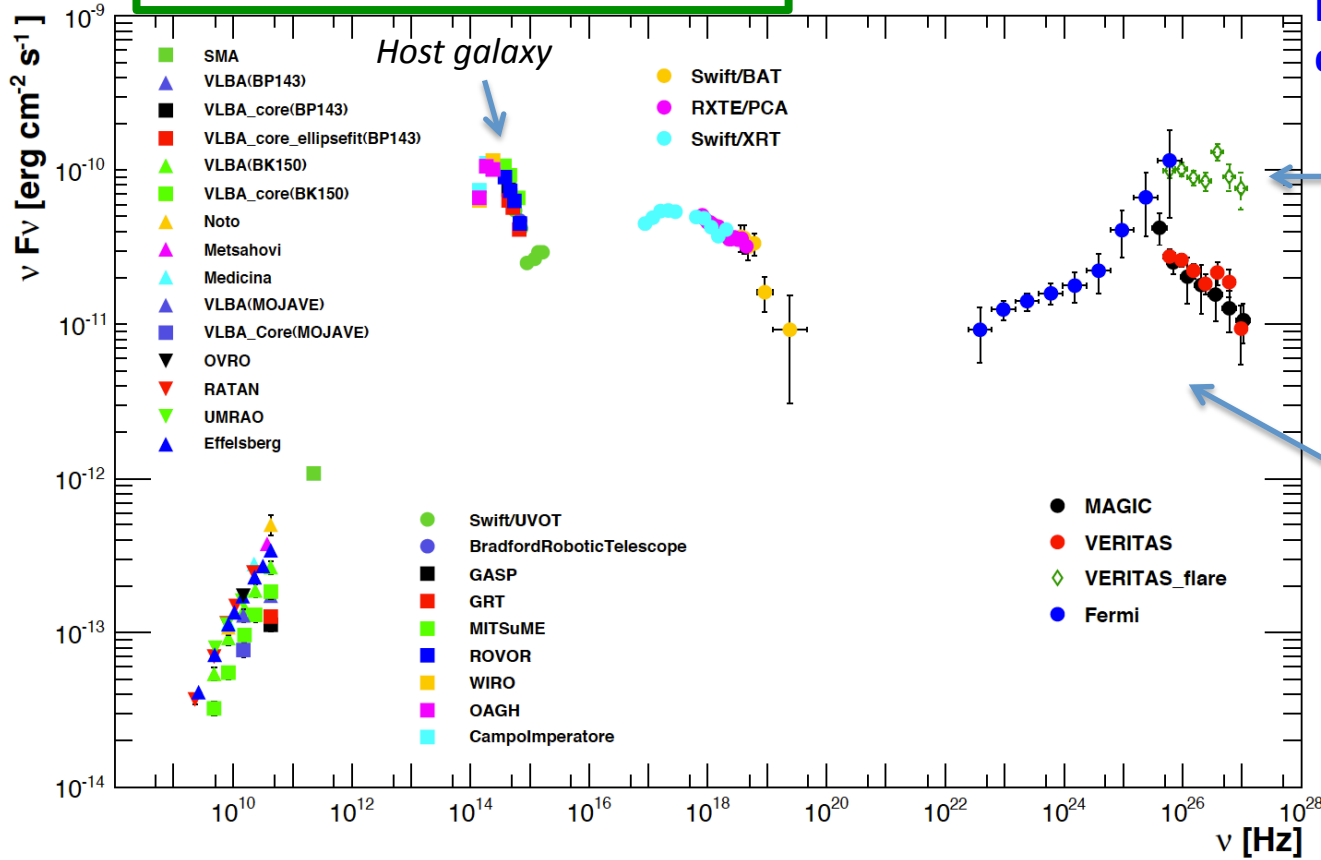 ν Fν [erg cm⁻² s⁻¹]
10⁻⁹
10⁻¹⁰
10⁻¹¹
10⁻¹²
10⁻¹³
10⁻¹⁴
SMA
VLBA(BP143)
VLBA_core(BP143)
VLBA_core_ellipsefit(BP143)
VLBA(BK150)
VLBA_core(BK150)
Noto
Metsahovi
Medicina
VLBA(MOJAVE)
VLBA_Core(MOJAVE)
OVRO
RATAN
UMRAO
Effelsberg
Host galaxy
Swift/BAT
RXTE/PCA
Swift/XRT
Swift/UVOT
BradfordRoboticTelescope
GASP
GRT
MITSuME
ROVOR
WIRO
OAGH
CampoImperatore
MAGIC
VERITAS
VERITAS_flare
Fermi
10¹⁰
10¹²
10¹⁴
10¹⁶
10¹⁸
10²⁰
10²²
10²⁴
10²⁶
10²⁸
ν [Hz]